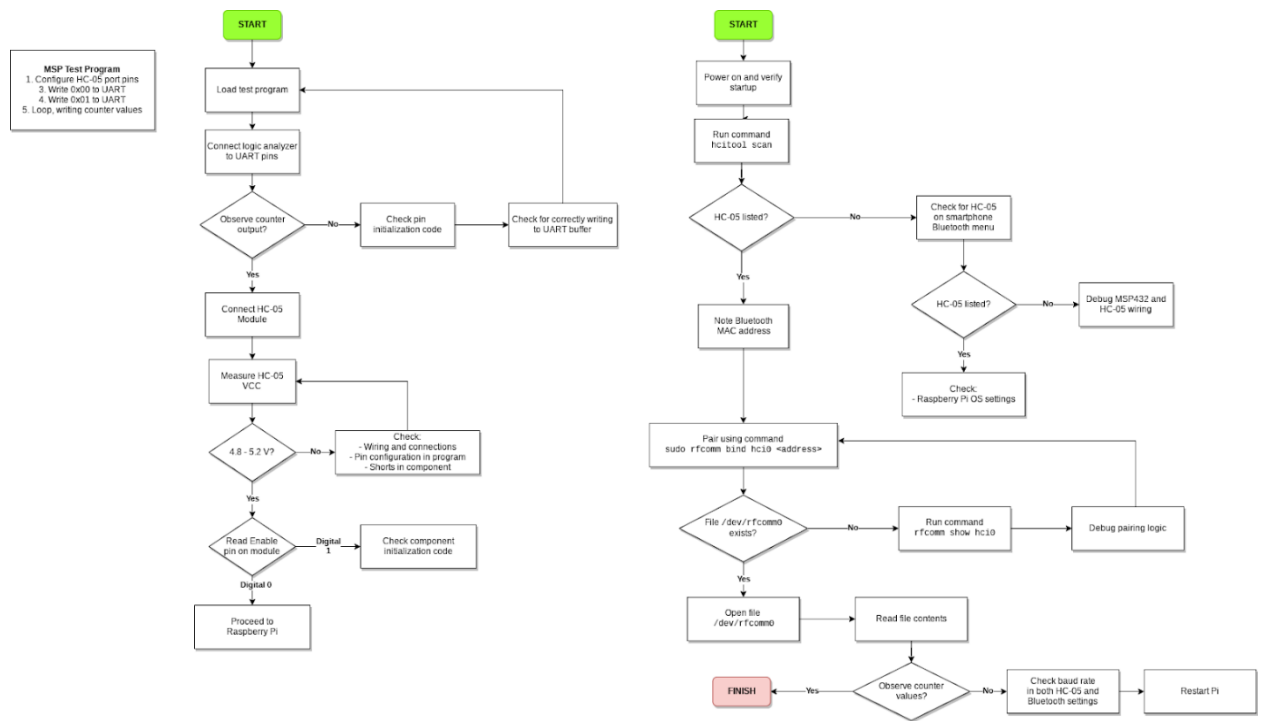 START
MSP Test Program
1. Configure HC-05 port pins
3. Write 0x00 to UART
4. Write 0x01 to UART
5. Loop, writing counter values
Load test program
Connect logic analyzer
to UART pins
Observe counter
output?
No
Check pin
initialization code
Check for correctly writing
to UART buffer
Yes
Connect HC-05
Module
Measure HC-05
VCC
4.8 - 5.2 V?
No
Check:
- Wiring and connections
- Pin configuration in program
- Shorts in component
Yes
Read Enable
pin on module
Digital
1
Check component
initialization code
Digital 0
Proceed to
Raspberry Pi
START
Power on and verify
startup
Run command
hcitool scan
HC-05 listed?
No
Check for HC-05
on smartphone
Bluetooth menu
HC-05 listed?
No
Debug MSP432 and
HC-05 wiring
Yes
Check:
- Raspberry Pi OS settings
Yes
Note Bluetooth
MAC address
Pair using command
sudo rfcomm bind hci0 <address>
File /dev/rfcomm0
exists?
No
Run command
rfcomm show hci0
Debug pairing logic
Yes
Open file
/dev/rfcomm0
Read file contents
Observe counter
values?
Yes
FINISH
No
Check baud rate
in both HC-05 and
Bluetooth settings
Restart Pi